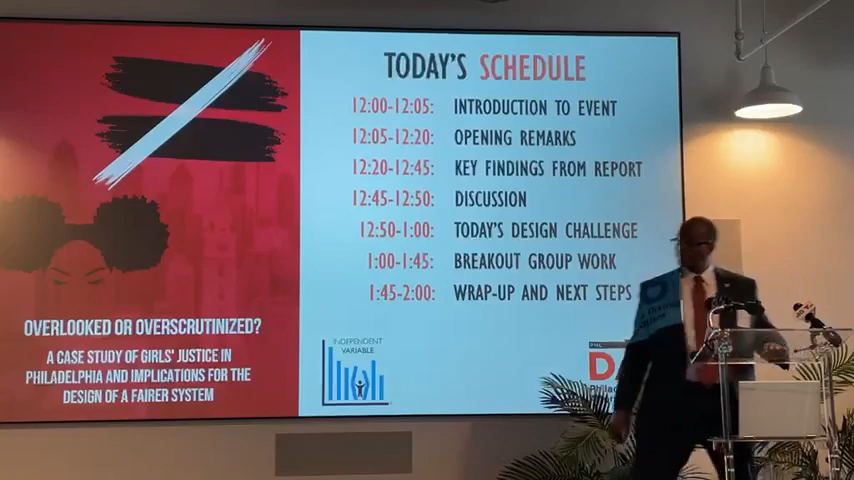 TODAY'S SCHEDULE
12:00-12:05: INTRODUCTION TO EVENT
12:05-12:20: OPENING REMARKS
12:20-12:45: KEY FINDINGS FROM REPORT
12:45-12:50: DISCUSSION
12:50-1:00: TODAY'S DESIGN CHALLENGE
1:00-1:45: BREAKOUT GROUP WORK
1:45-2:00: WRAP-UP AND NEXT STEPS
OVERLOOKED OR OVERSCRUTINIZED?
A CASE STUDY OF GIRLS' JUSTICE IN
PHILADELPHIA AND IMPLICATIONS FOR THE
DESIGN OF A FAIRER SYSTEM
INDEPENDENT
VARIABLE